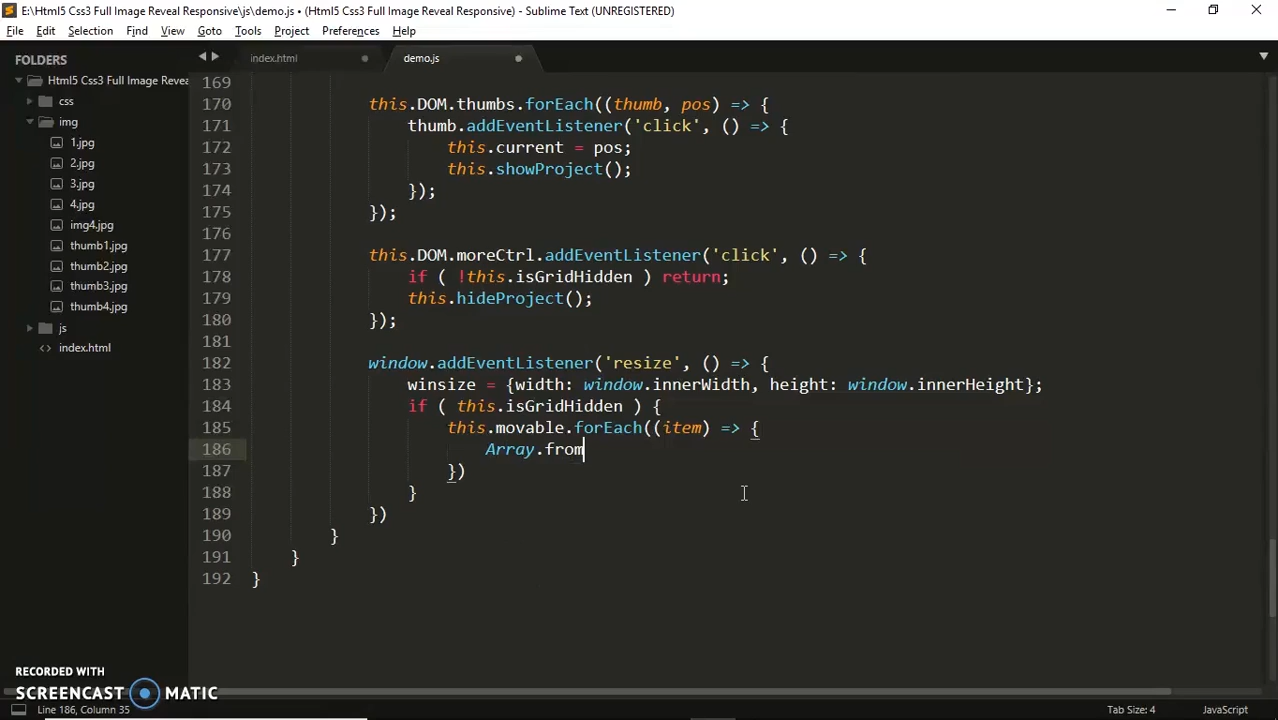 E:\Html5 Css3 Full Image Reveal Responsive\js\demo.js • (Html5 Css3 Full Image Reveal Responsive) - Sublime Text (UNREGISTERED)
File Edit Selection Find View Goto Tools Project Preferences Help
FOLDERS
Html5 Css3 Full Image Revea
css
img
1.jpg
2.jpg
3.jpg
4.jpg
img4.jpg
thumb1.jpg
thumb2.jpg
thumb3.jpg
thumb4.jpg
js
index.html
index.html demo.js
169
170 this.DOM.thumbs.forEach((thumb, pos) => {
171 thumb.addEventListener('click', () => {
172 this.current = pos;
173 this.showProject();
174 });
175 });
176
177 this.DOM.moreCtrl.addEventListener('click', () => {
178 if ( !this.isGridHidden ) return;
179 this.hideProject();
180 });
181
182 window.addEventListener('resize', () => {
183 winsize = {width: window.innerWidth, height: window.innerHeight};
184 if ( this.isGridHidden ) {
185 this.movable.forEach((item) => {
186 Array.from
187 })
188 }
189 })
190 }
191 }
192 }
RECORDED WITH
SCREENCAST MATIC
Line 186, Column 35
Tab Size: 4
JavaScript